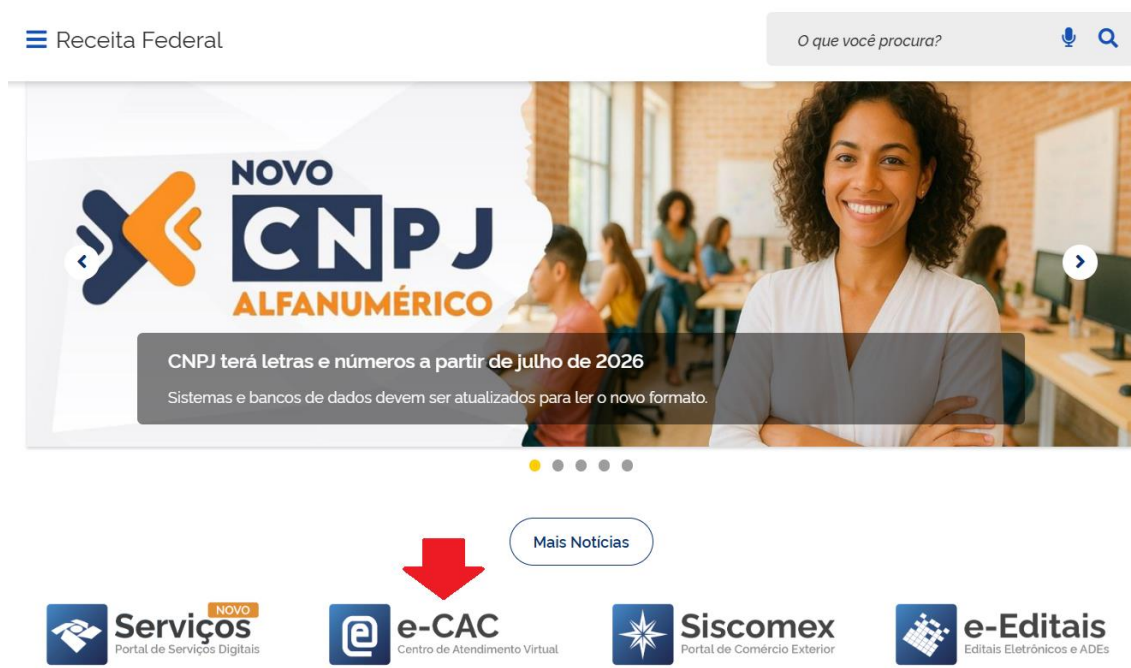 Receita Federal
O que você procura?
NOVO
CNPJ
ALFANUMÉRICO
CNPJ terá letras e números a partir de julho de 2026
Sistemas e bancos de dados devem ser atualizados para ler o novo formato.
Mais Notícias
NOVO
Serviços
Portal de Serviços Digitais
e-CAC
Centro de Atendimento Virtual
Siscomex
Portal de Comércio Exterior
e-Editais
Editais Eletrônicos e ADEs